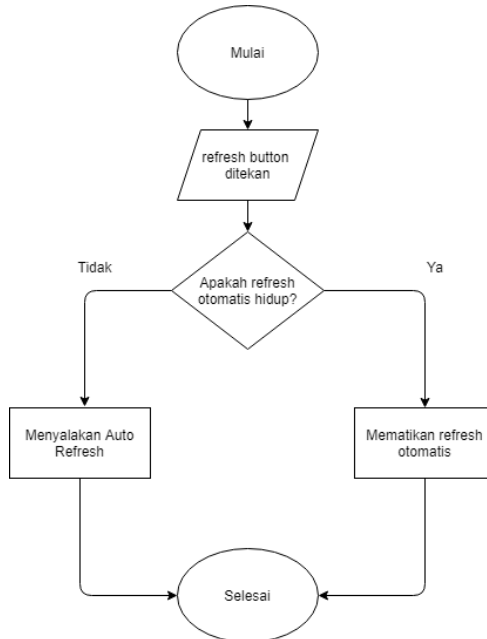 Mulai
refresh button
ditekan
Tidak
Ya
Apakah refresh
otomatis hidup?
Menyalakan Auto
Refresh
Mematikan refresh
otomatis
Selesai